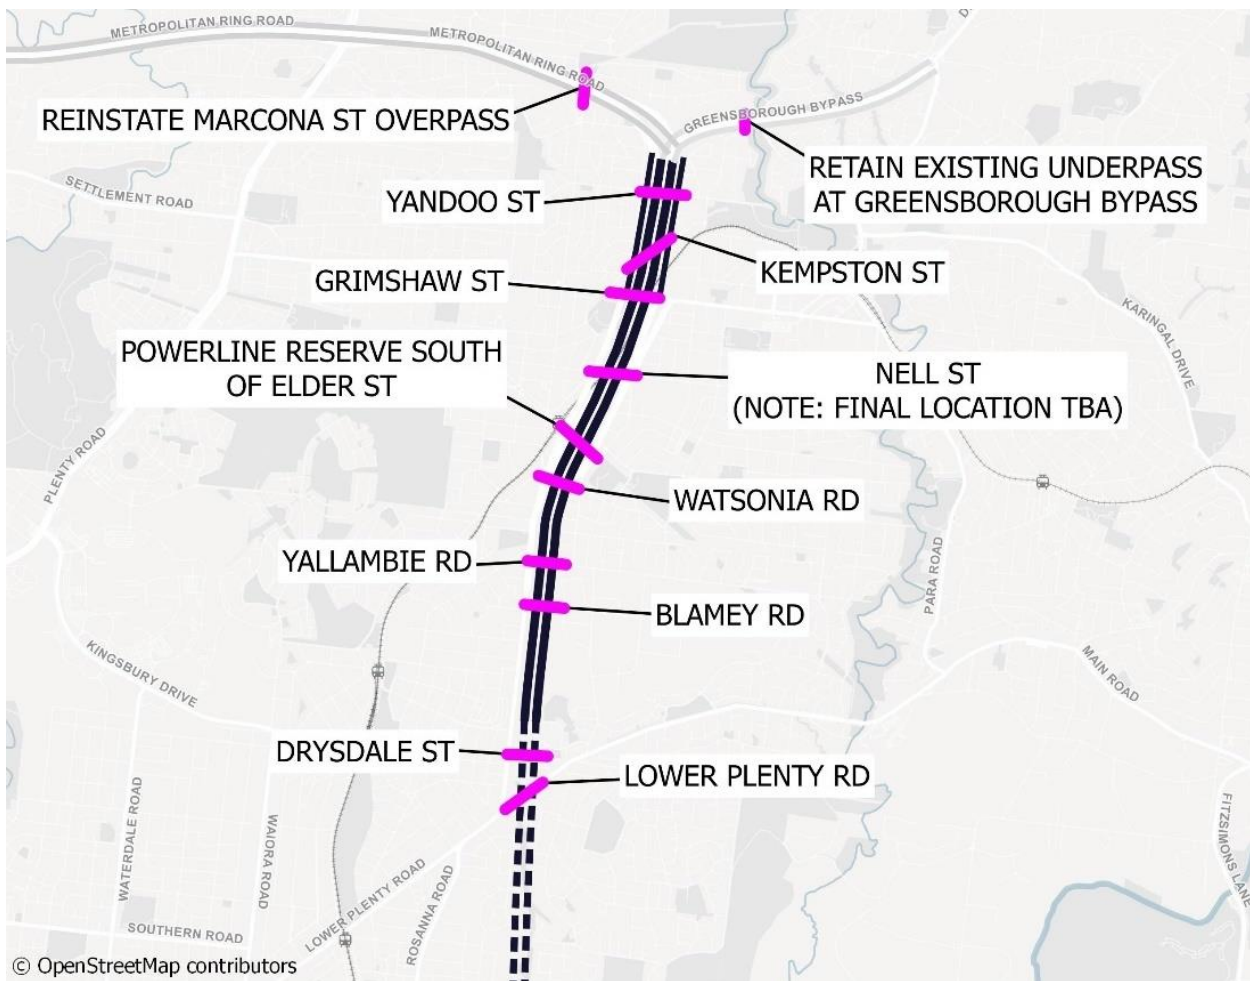 METROPOLITAN RING ROAD
METROPOLITAN RING ROAD
REINSTATE MARCONA ST OVERPASS
GREENSBOROUGH BYPASS
RETAIN EXISTING UNDERPASS
AT GREENSBOROUGH BYPASS
SETTLEMENT ROAD
YANDOO ST
KEMPSTON ST
GRIMSHAW ST
KARINGAL DRIVE
POWERLINE RESERVE SOUTH
OF ELDER ST
NELL ST
(NOTE: FINAL LOCATION TBA)
PLENTY ROAD
WATSONIA RD
YALLAMBIE RD
PARA ROAD
BLAMEY RD
KINGSBURY DRIVE
MAIN ROAD
DRYSDALE ST
LOWER PLENTY RD
WATERDALE ROAD
WAIORA ROAD
FITZSIMONS LANE
LOWER PLENTY ROAD
ROSANNA ROAD
SOUTHERN ROAD
© OpenStreetMap contributors